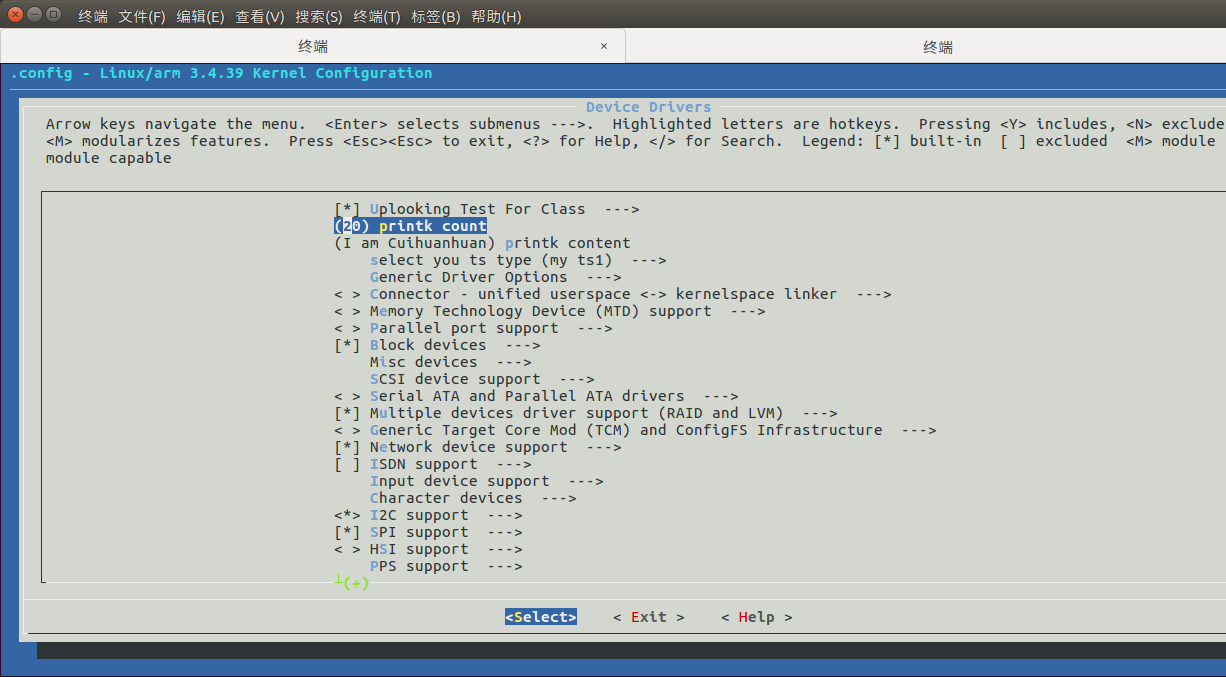 终端 文件(F) 编辑(E) 查看(V) 搜索(S) 终端(T) 标签(B) 帮助(H)
终端 × 终端
.config - Linux/arm 3.4.39 Kernel Configuration
Device Drivers
Arrow keys navigate the menu.  <Enter> selects submenus --->.  Highlighted letters are hotkeys.  Pressing <Y> includes, <N> exclude
<M> modularizes features.  Press <Esc><Esc> to exit, <?> for Help, </> for Search.  Legend: [*] built-in  [ ] excluded  <M> module
module capable
[*] Uplooking Test For Class  --->
(20) printk count
(I am Cuihuanhuan) printk content
select you ts type (my ts1)  --->
Generic Driver Options  --->
< > Connector - unified userspace <-> kernelspace linker  --->
< > Memory Technology Device (MTD) support  --->
< > Parallel port support  --->
[*] Block devices  --->
Misc devices  --->
SCSI device support  --->
< > Serial ATA and Parallel ATA drivers  --->
[*] Multiple devices driver support (RAID and LVM)  --->
< > Generic Target Core Mod (TCM) and ConfigFS Infrastructure  --->
[*] Network device support  --->
[ ] ISDN support  --->
Input device support  --->
Character devices  --->
<*> I2C support  --->
[*] SPI support  --->
< > HSI support  --->
PPS support  --->
┴(+)
<Select>    < Exit >    < Help >